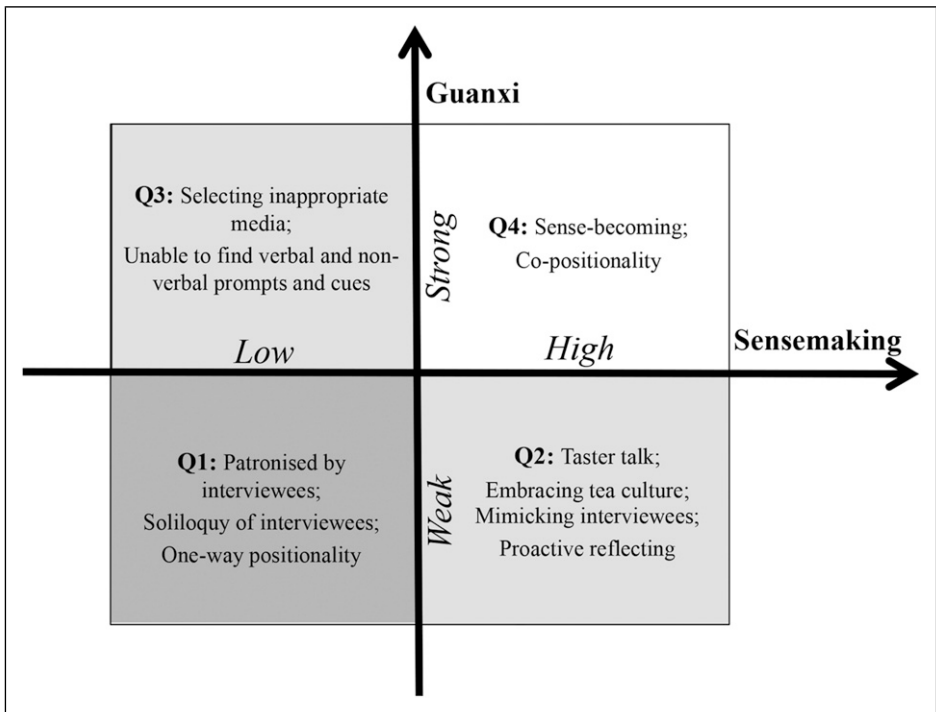 Guanxi
Q3: Selecting inappropriate
media;
Unable to find verbal and non-
verbal prompts and cues
Strong
Q4: Sense-becoming;
Co-positionality
Low
High
Sensemaking
Q1: Patronised by
interviewees;
Soliloquy of interviewees;
One-way positionality
Weak
Q2: Taster talk;
Embracing tea culture;
Mimicking interviewees;
Proactive reflecting